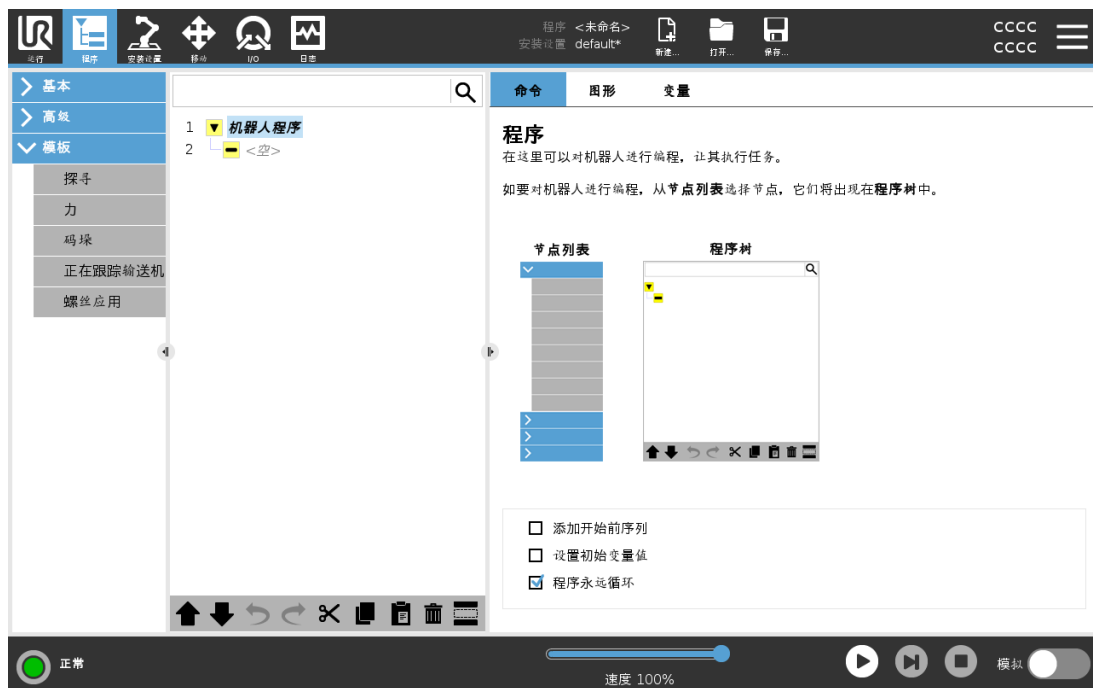 UR
运行
程序
安装设置
移动
I/O
日志
程序 <未命名>
安装设置 default*
新建...
打开...
保存...
CCCC
CCCC
基本
高级
模板
探寻
力
码垛
正在跟踪输送机
螺丝应用
1 机器人程序
2 <空>
命令 图形 变量
程序
在这里可以对机器人进行编程，让其执行任务。
如要对机器人进行编程，从节点列表选择节点，它们将出现在程序树中。
节点列表 程序树
添加开始前序列
设置初始变量值
程序永远循环
正常
速度 100%
模拟